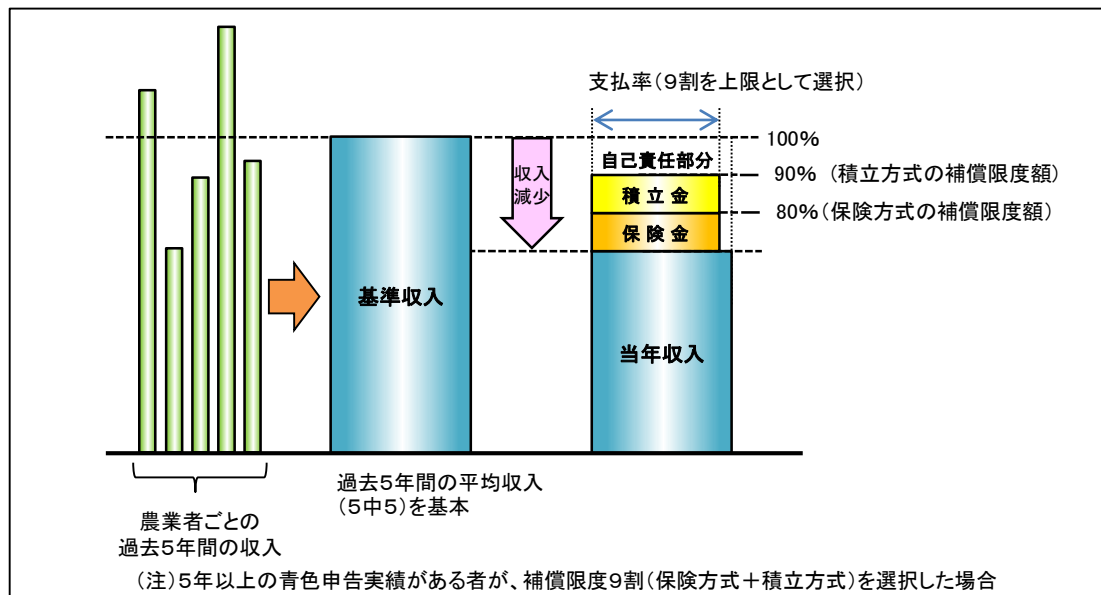 支払率(9割を上限として選択)
100%
自己責任部分
収入
減少
90% (積立方式の補償限度額)
積 立 金
80%(保険方式の補償限度額)
保 険 金
基準収入
当年収入
過去5年間の平均収入
(5中5)を基本
農業者ごとの
過去5年間の収入
(注)5年以上の青色申告実績がある者が、補償限度9割(保険方式+積立方式)を選択した場合